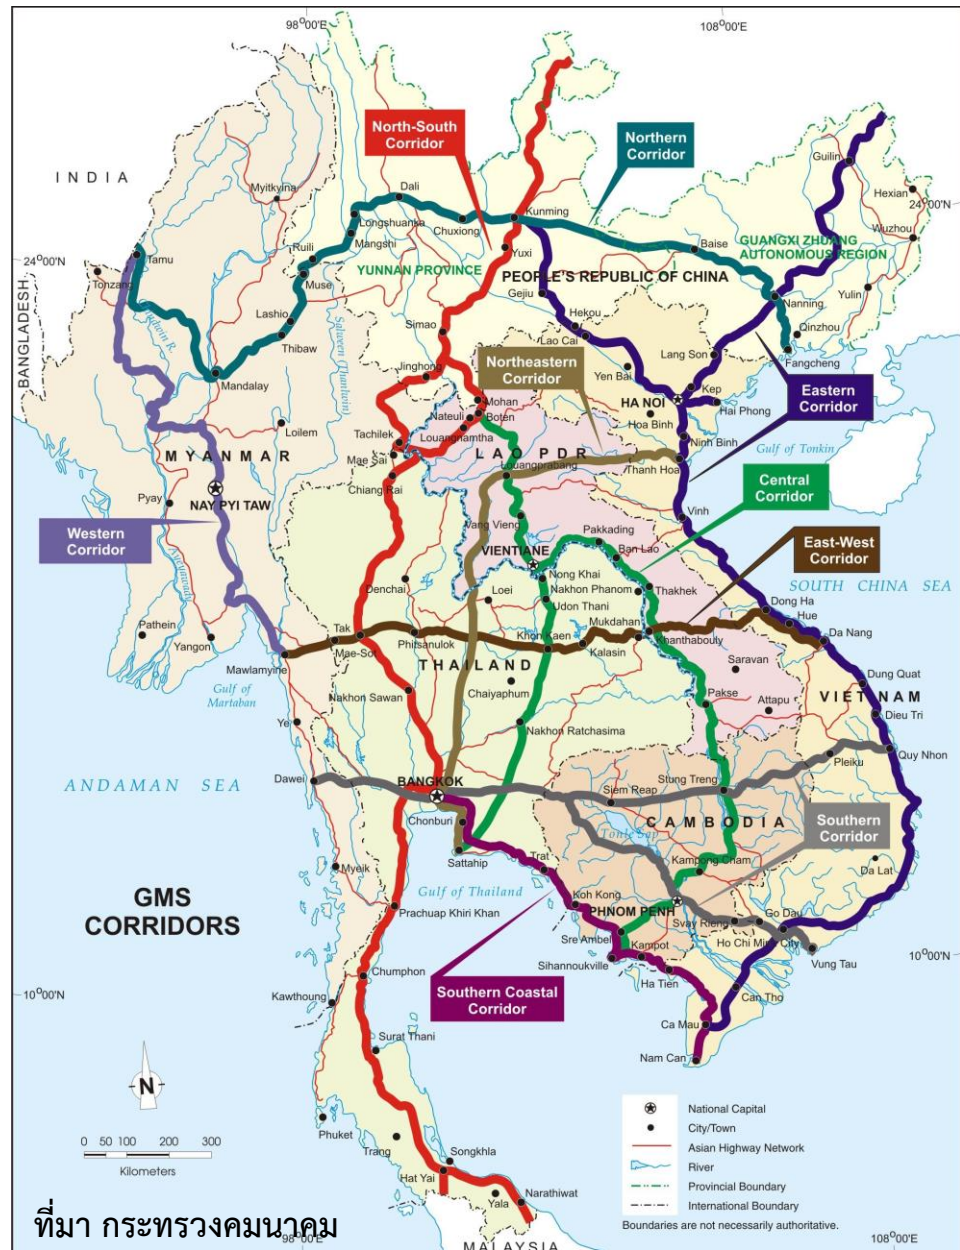 98°00'E
108°00'E
North-South
Corridor
Northern
Corridor
Guilin
INDIA
Myitkyina
Dali
Hexian
24°00'N
Longshuanka
Kunming
Chuxiong
Wuzhou
Mangshi
Baise
GUANGXI ZHUANG
AUTONOMOUS REGION
Ruili
Yuxi
Tamu
24°00'N
Tonzang
YUNNAN PROVINCE
PEOPLE'S REPUBLIC OF CHINA
Muse
Gejiu
Nanning
Yulin
BANGLADESH
Lashio
Salween (Thanlwin)
Simao
Hekou
Lao Cai
Qinzhou
Thibaw
Lang Son
Fangcheng
Northeastern
Corridor
Jinghong
Yen Bai
Mandalay
Kep
HA NOI
Hai Phong
Eastern
Corridor
Mohan
Nateuli
Boten
Loilem
Hoa Binh
Tachilek
Louangnamtha
Ninh Binh
Gulf of Tonkin
MYANMAR
Mae Sai
LAO PDR
Louangprabang
Thanh Hoa
Chiang Rai
Central
Corridor
NAY PYI TAW
Pyay
Vinh
Western
Corridor
Vang Vieng
Pakkading
VIENTIANE
Ban Lao
East-West
Corridor
Ayeyawady
Nong Khai
SOUTH CHINA SEA
Denchai
Loei
Nakhon Phanom
Thakhek
Udon Thani
Dong Ha
Hue
Pathein
Mukdahan
Yangon
Tak
Phitsanulok
Khon Kaen
Khanthabouly
Da Nang
Mae-Sot
Kalasin
Mawlamyine
THAILAND
Saravan
Dung Quat
Gulf of
Martaban
Nakhon Sawan
Chaiyaphum
Pakse
Attapu
VIET NAM
Dieu Tri
Ye
Nakhon Ratchasima
Quy Nhon
Pleiku
Dawei
BANGKOK
Stung Treng
ANDAMAN SEA
Siem Reap
Chonburi
CAMBODIA
Southern
Corridor
Tonle Sap
Sattahip
Trat
Kampong Cham
Myeik
Gulf of Thailand
Da Lat
GMS
CORRIDORS
Koh Kong
PHNOM PENH
Prachuap Khiri Khan
Svay Rieng
Go Dau
Sre Ambel
Ho Chi Minh City
Kampot
10°00'N
Sihannoukville
Vung Tau
Chumphon
Ha Tien
10°00'N
Kawthoung
Southern Coastal
Corridor
Can Tho
Ca Mau
Surat Thani
Nam Can
N
National Capital
City/Town
0 50 100 200 300
Phuket
Asian Highway Network
Kilometers
Trang
Songkhla
River
Hat Yai
Provincial Boundary
Yala
Narathiwat
International Boundary
ที่มา กระทรวงคมนาคม
Boundaries are not necessarily authoritative.
98°00'E
MALAYSIA
108°00'E